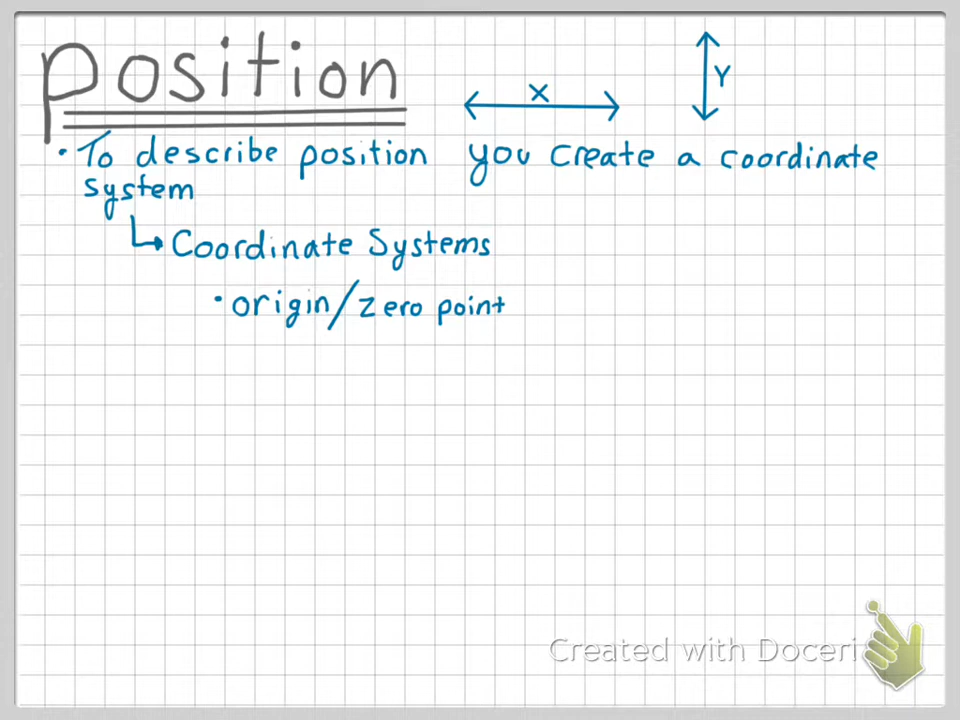 position
X
Y
• To describe position you create a coordinate
system
↳ Coordinate Systems
• origin/zero point
Created with Doceri